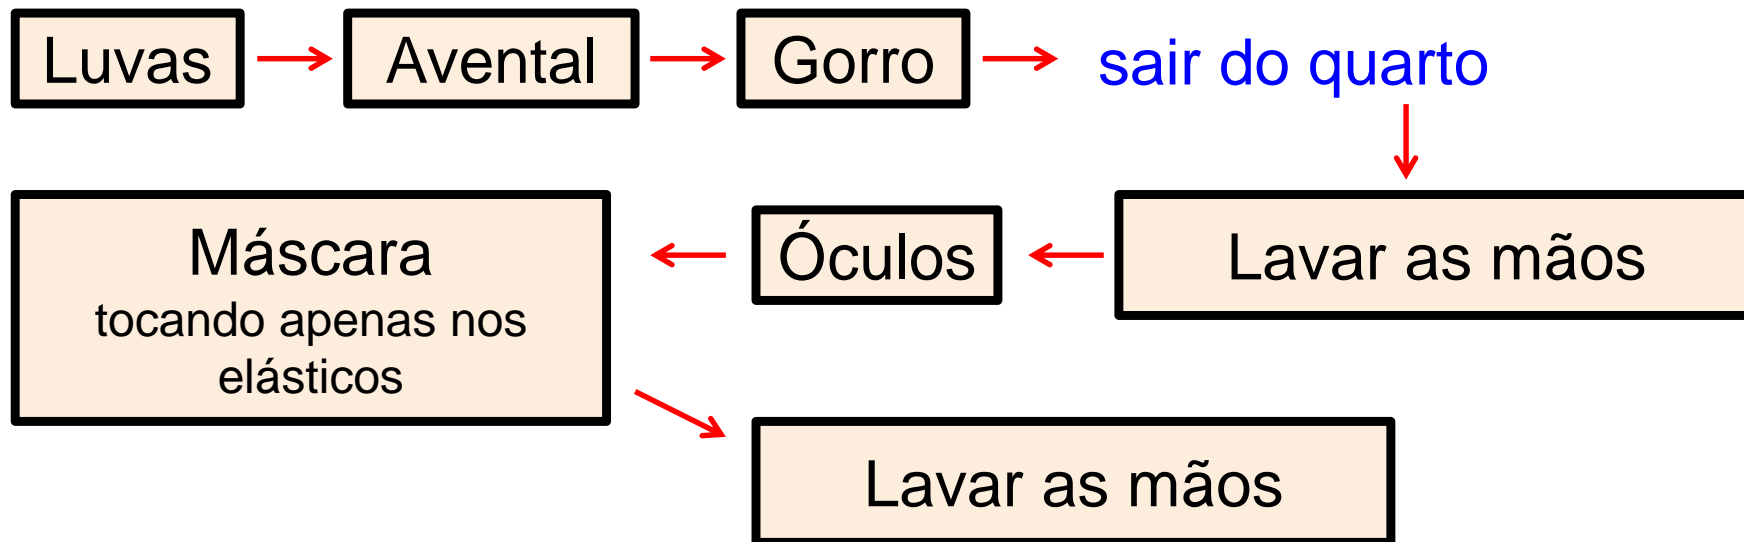 Luvas
Avental
Gorro
sair do quarto
Lavar as mãos
Óculos
Máscara
tocando apenas nos
elásticos
Lavar as mãos